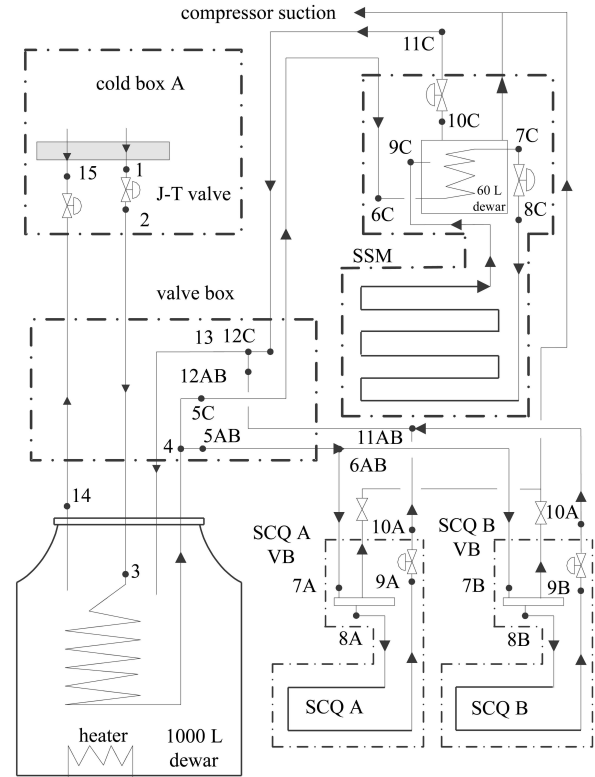 compressor suction
11C
cold box A
10C
9C
7C
15
1
J-T valve
6C
60 L
dewar
8C
2
SSM
valve box
13
12C
12AB
5C
5AB
4
11AB
6AB
14
SCQ A
VB
10A
SCQ B
VB
10A
3
7A
9A
7B
9B
8A
8B
SCQ A
SCQ B
heater
1000 L
dewar